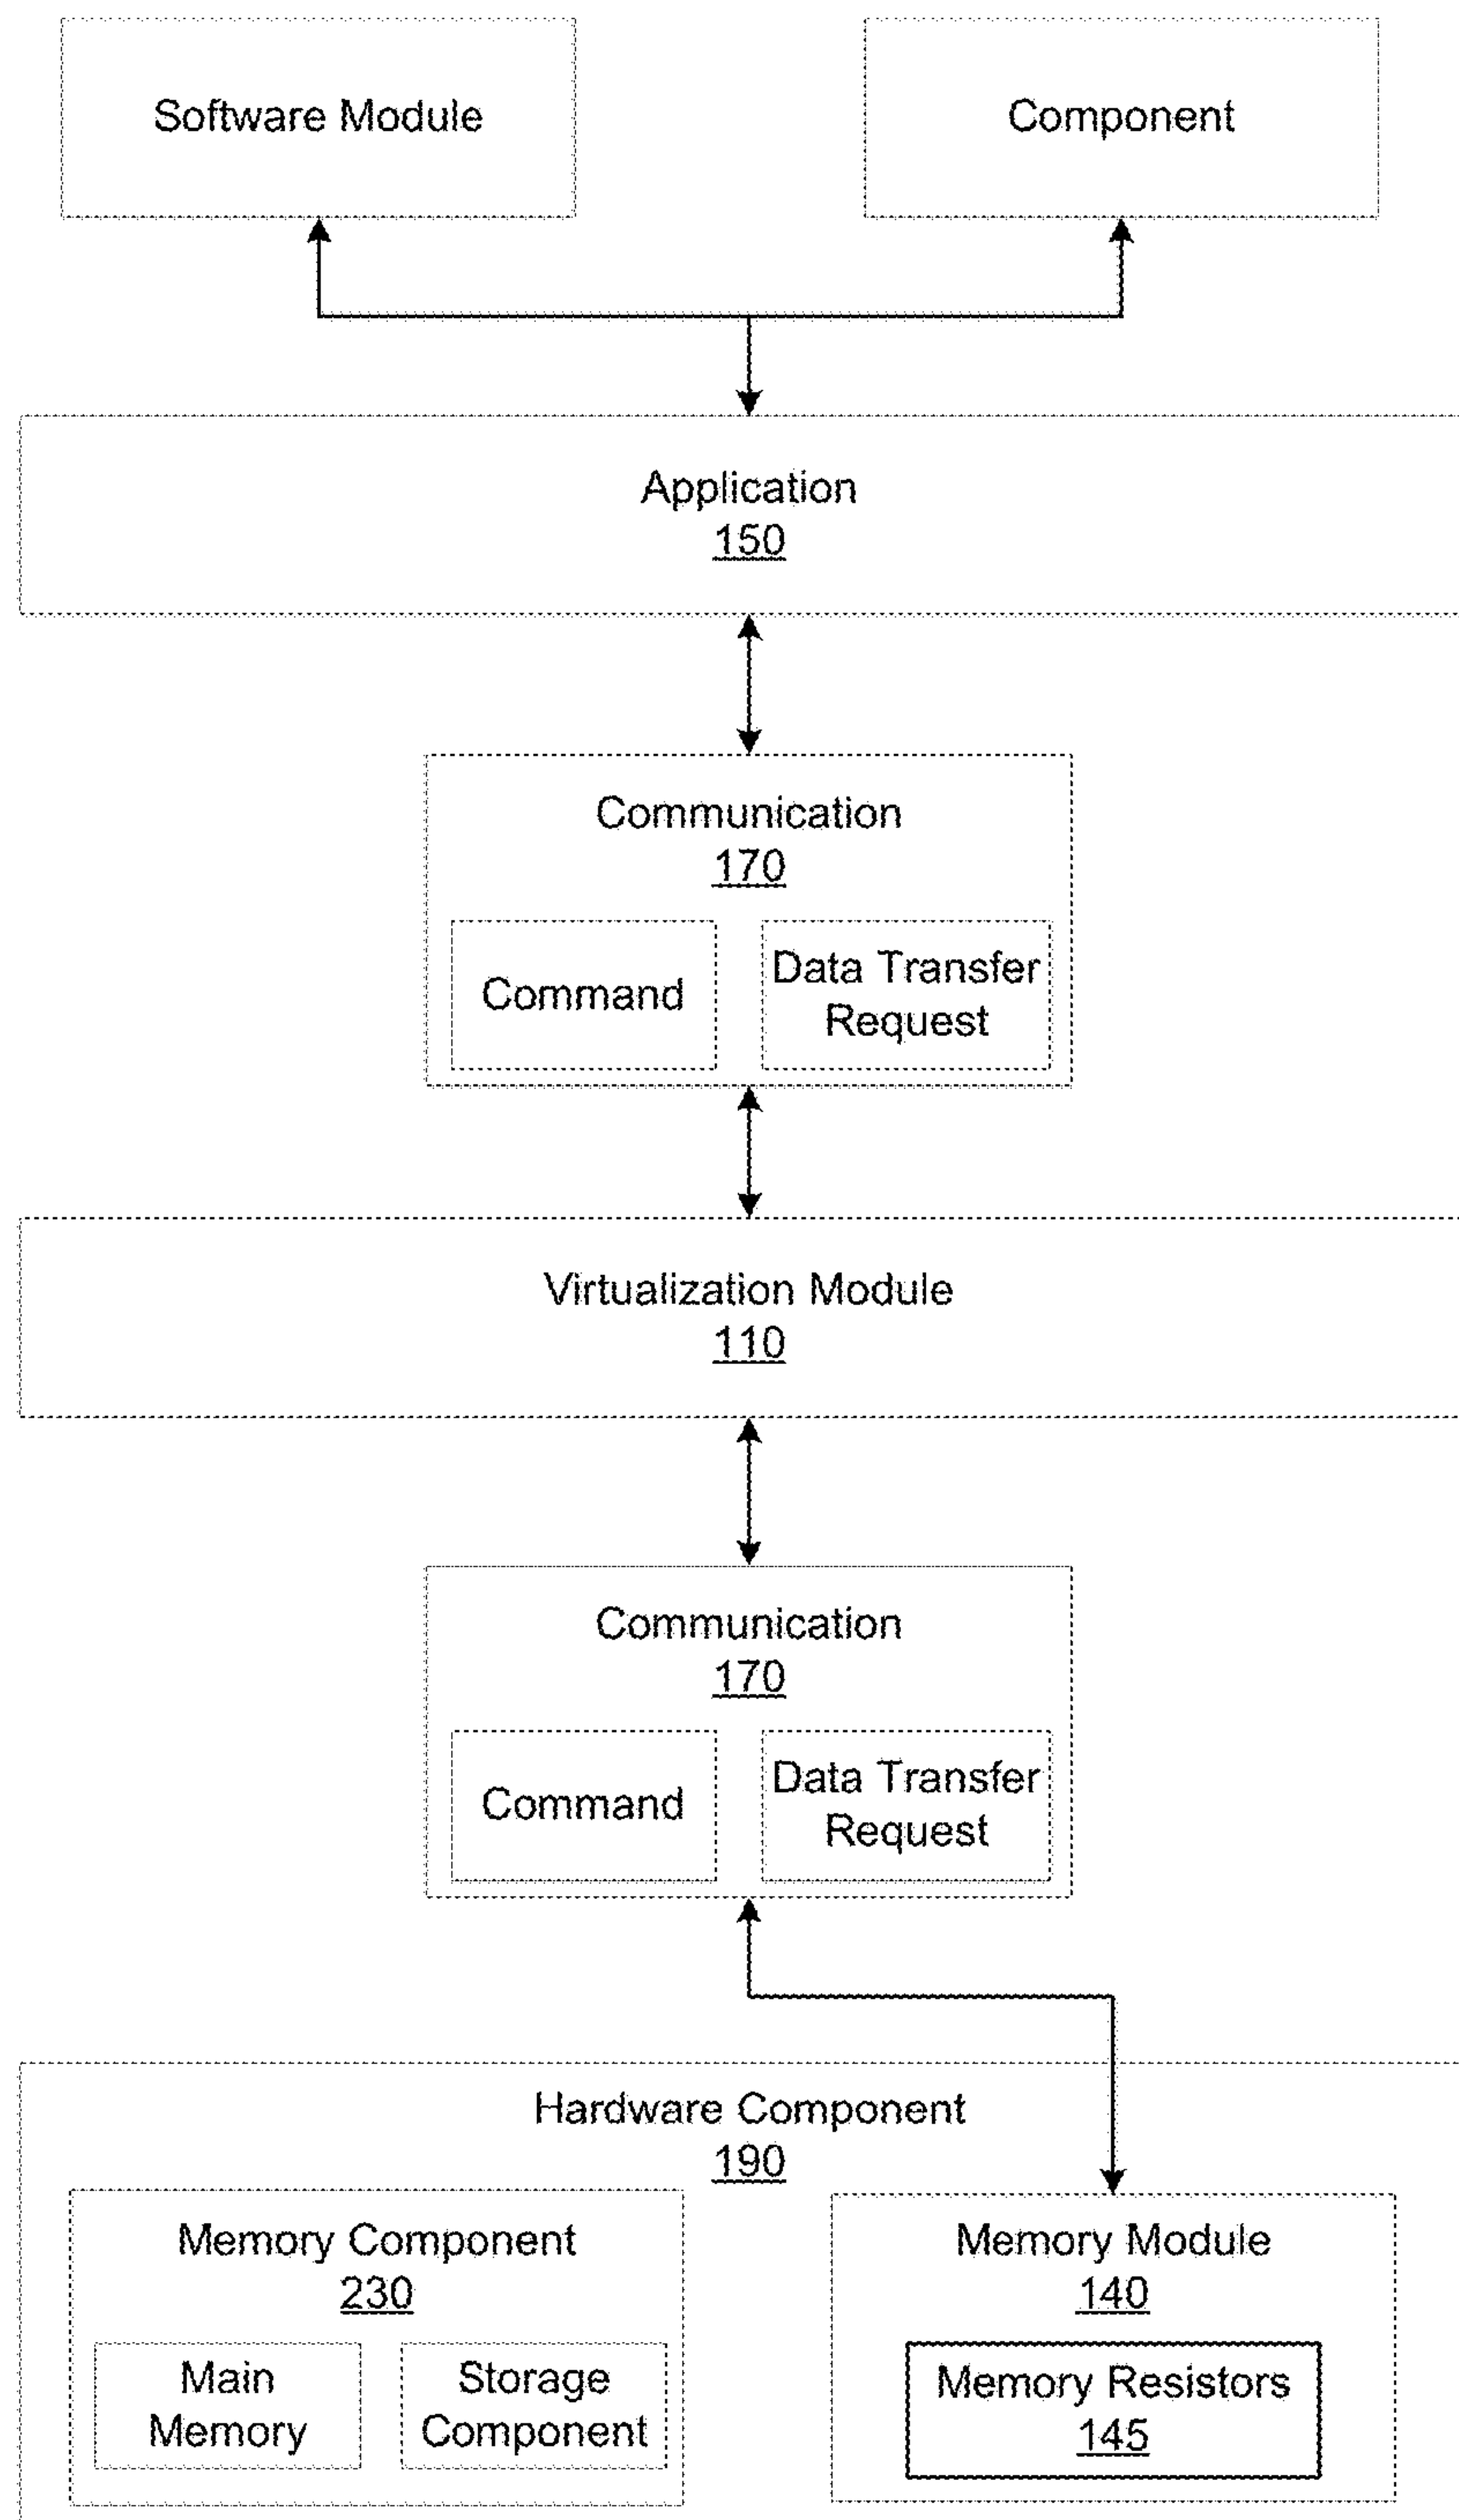 Software Module
Component
Application
150
Communication
170
Command
Data Transfer
Request
Virtualization Module
110
Communication
170
Command
Data Transfer
Request
Hardware Component
190
Memory Component
230
Main
Memory
Storage
Component
Memory Module
140
Memory Resistors
145